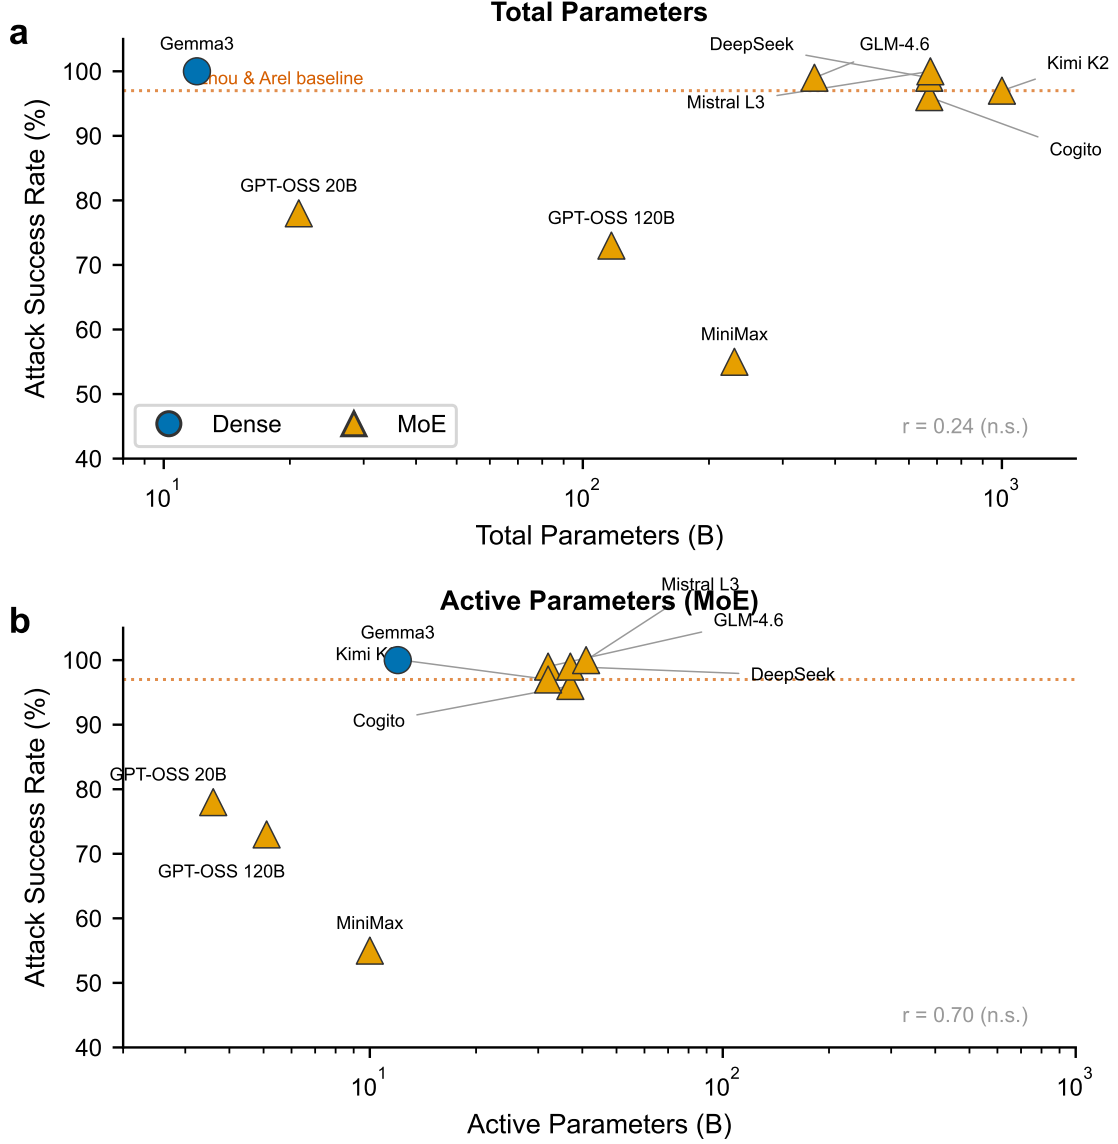 a
Total Parameters
Gemma3
DeepSeek
GLM-4.6
Kimi K2
& Arel baseline
Mistral L3
Cogito
GPT-OSS 20B
GPT-OSS 120B
MiniMax
Attack Success Rate (%)
100
90
80
70
60
50
40
Dense
MoE
r = 0.24 (n.s.)
10¹
10²
10³
Total Parameters (B)
b
Active Parameters (MoE)
Mistral L3
GLM-4.6
Gemma3
Kimi
DeepSeek
Cogito
GPT-OSS 20B
GPT-OSS 120B
MiniMax
Attack Success Rate (%)
100
90
80
70
60
50
40
r = 0.70 (n.s.)
10¹
10²
10³
Active Parameters (B)